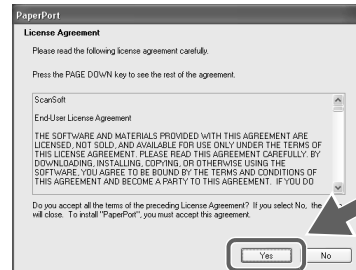 PaperPort
License Agreement
Please read the following license agreement carefully.
Press the PAGE DOWN key to see the rest of the agreement.
ScanSoft
End-User License Agreement
THE SOFTWARE AND MATERIALS PROVIDED WITH THIS AGREEMENT ARE
LICENSED, NOT SOLD, AND AVAILABLE FOR USE ONLY UNDER THE TERMS OF
THIS LICENSE AGREEMENT. PLEASE READ THIS AGREEMENT CAREFULLY. BY
DOWNLOADING, INSTALLING, COPYING, OR OTHERWISE USING THE
SOFTWARE, YOU AGREE TO BE BOUND BY THE TERMS AND CONDITIONS OF
THIS AGREEMENT AND BECOME A PARTY TO THIS AGREEMENT. IF YOU DO
Do you accept all terms of the preceding License Agreement? If you select No, the
will close. To install "PaperPort", you must accept this agreement.
Yes
No